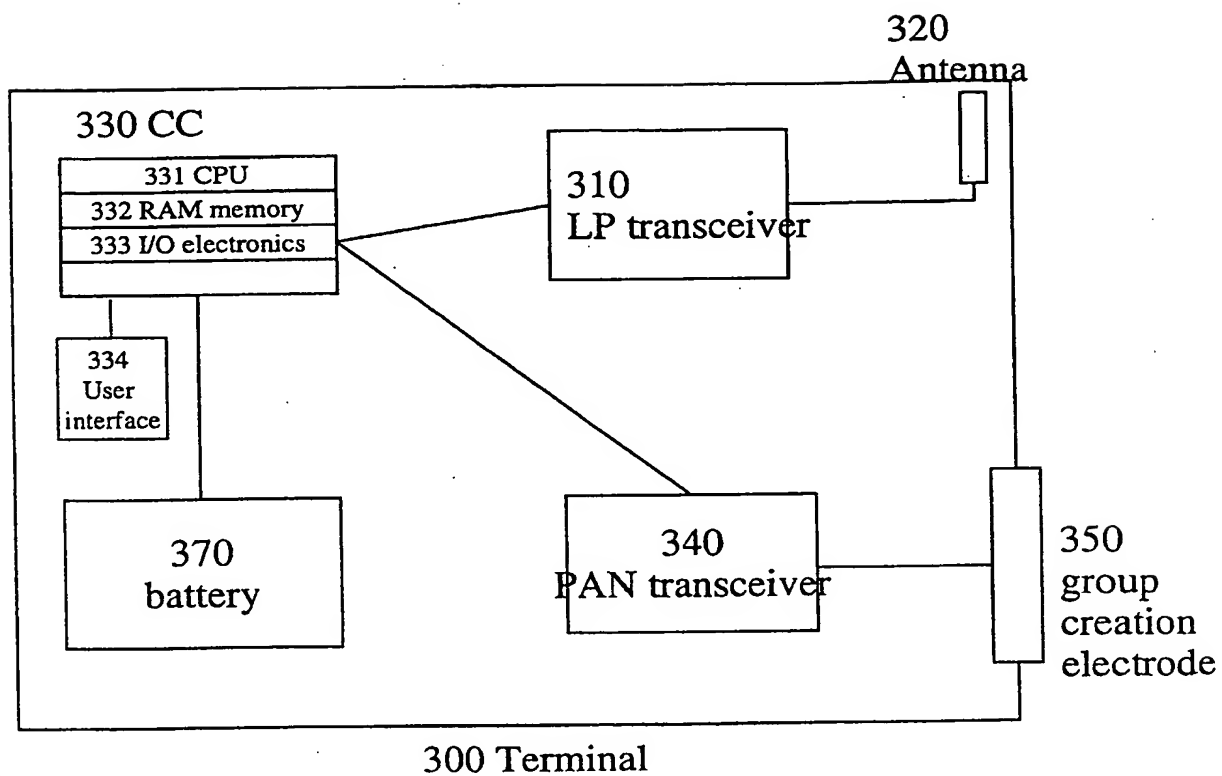 320
Antenna
330 CC
331 CPU
332 RAM memory
333 I/O electronics
310
LP transceiver
334
User
interface
370
battery
340
PAN transceiver
350
group
creation
electrode
300 Terminal